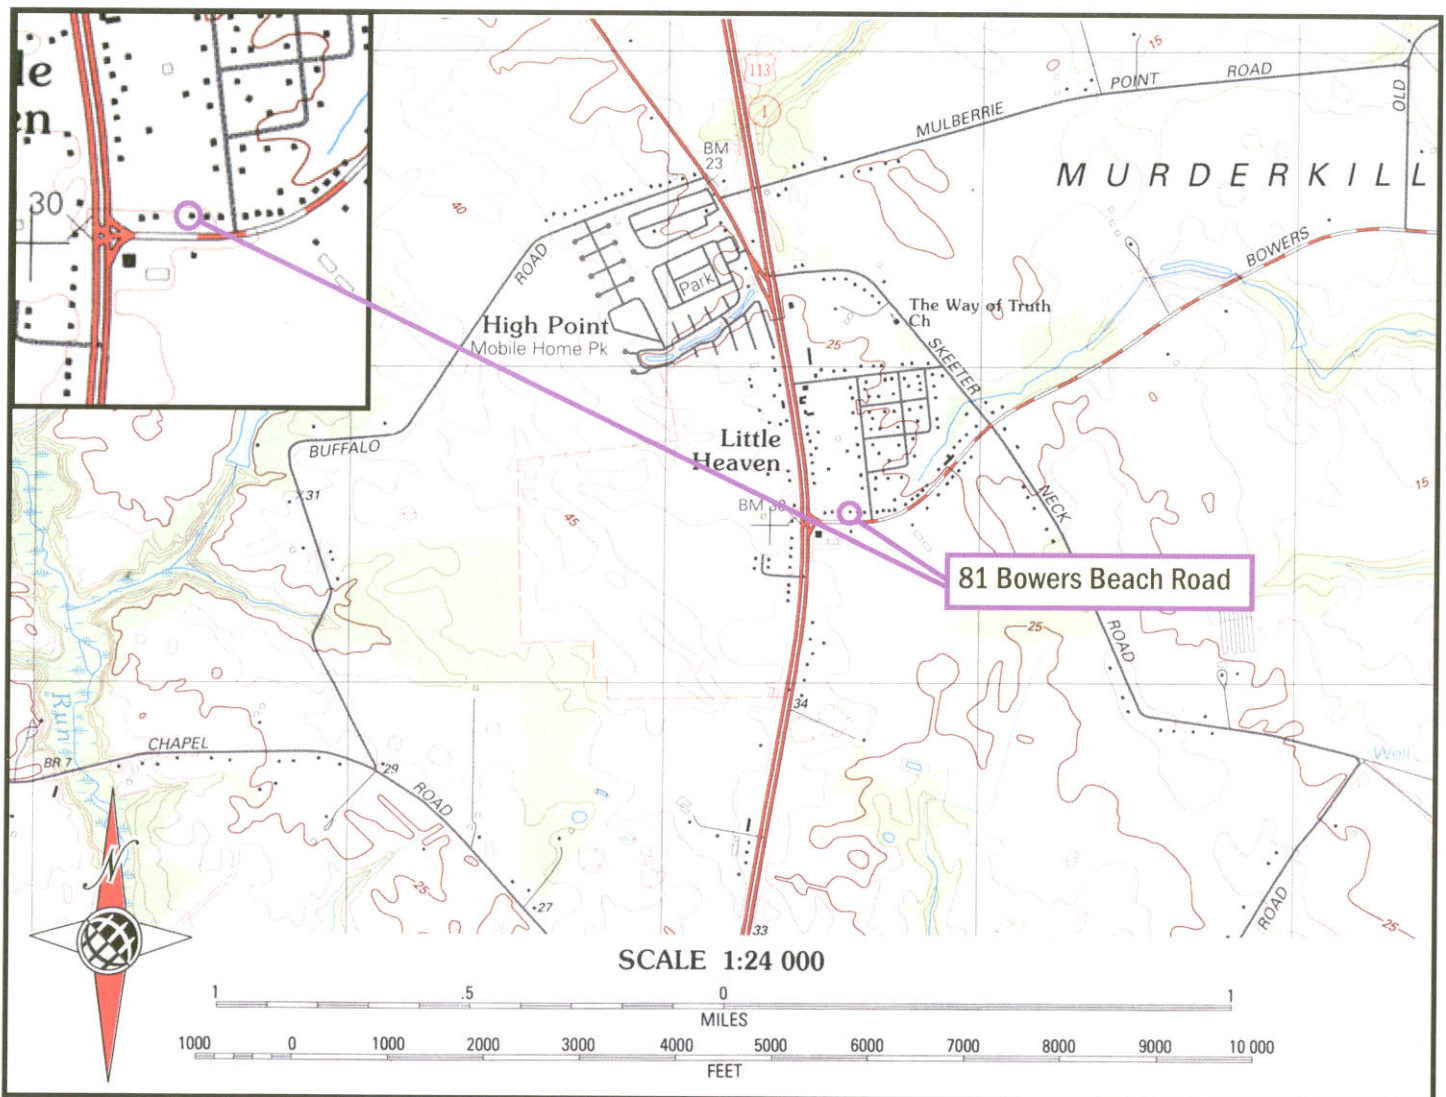 le
en
30
113
1
15
POINT ROAD
OLD
MULBERRIE
BM
23
MURDERKILL
40
ROAD
BOWERS
Park
The Way of Truth
Ch
High Point
Mobile Home Pk
25
SKEETER
Little
Heaven
BUFFALO
31
BM 30
45
NECK
15
81 Bowers Beach Road
25
ROAD
Run
34
CHAPEL
BR 7
29
Well
ROAD
25
27
ROAD
25
33
N
SCALE 1:24 000
1 .5 0 1
MILES
1000 0 1000 2000 3000 4000 5000 6000 7000 8000 9000 10 000
FEET